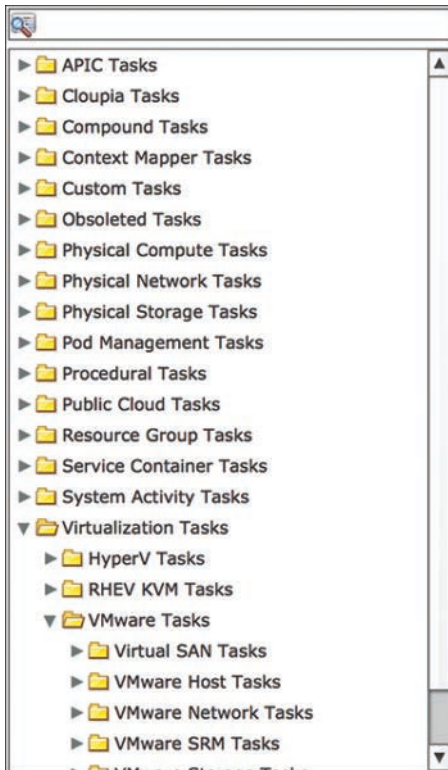 APIC Tasks
Cloupia Tasks
Compound Tasks
Context Mapper Tasks
Custom Tasks
Obsoleted Tasks
Physical Compute Tasks
Physical Network Tasks
Physical Storage Tasks
Pod Management Tasks
Procedural Tasks
Public Cloud Tasks
Resource Group Tasks
Service Container Tasks
System Activity Tasks
Virtualization Tasks
HyperV Tasks
RHEV KVM Tasks
VMware Tasks
Virtual SAN Tasks
VMware Host Tasks
VMware Network Tasks
VMware SRM Tasks
VMware Storage Tasks